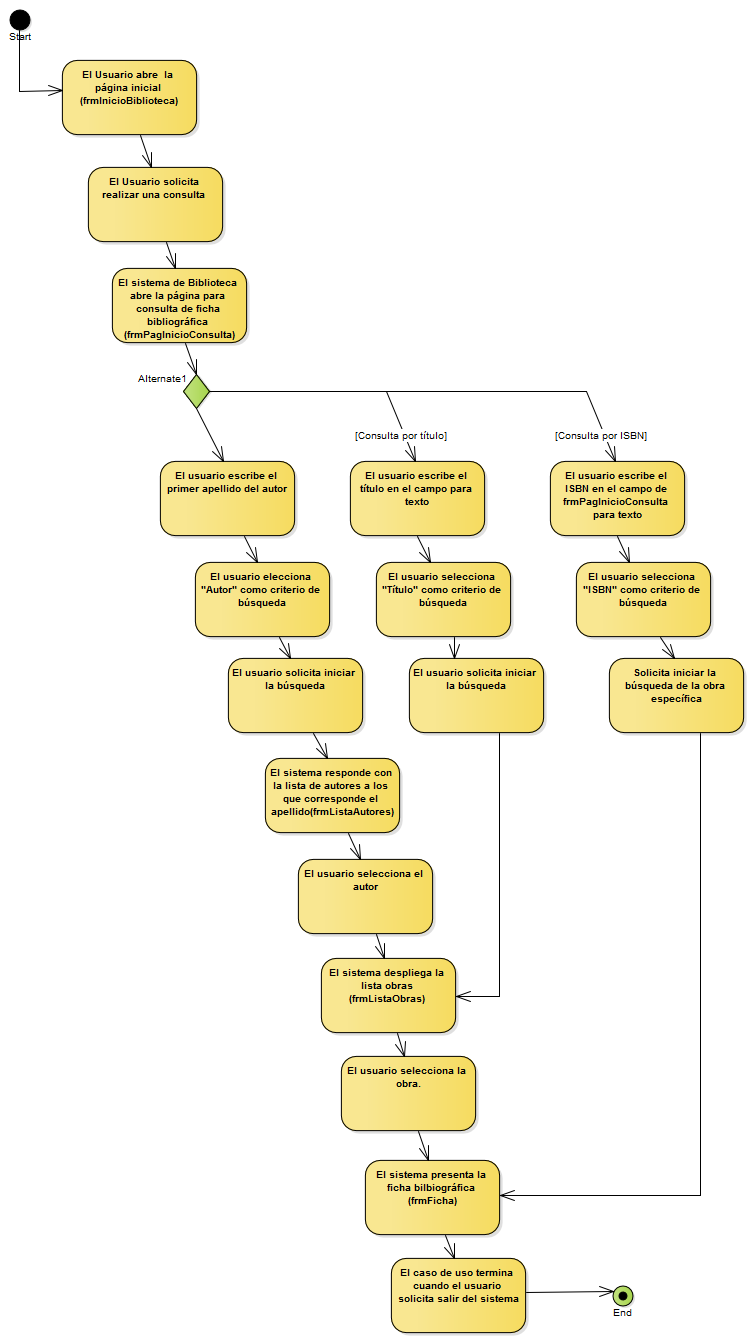 Start
El Usuario abre la
página inicial
(frmInicioBiblioteca)
El Usuario solicita
realizar una consulta
El sistema de Biblioteca
abre la página para
consulta de ficha
bibliográfica
(frmPagInicioConsulta)
Alternate1
[Consulta por título]
[Consulta por ISBN]
El usuario escribe el
primer apellido del autor
El usuario escribe el
título en el campo para
texto
El usuario escribe el
ISBN en el campo de
frmPagInicioConsulta
para texto
El usuario elecciona
"Autor" como criterio de
búsqueda
El usuario selecciona
"Título" como criterio de
búsqueda
El usuario selecciona
"ISBN" como criterio de
búsqueda
El usuario solicita iniciar
la búsqueda
El usuario solicita iniciar
la búsqueda
Solicita iniciar la
búsqueda de la obra
específica
El sistema responde con
la lista de autores a los
que corresponde el
apellido(frmListaAutores)
El usuario selecciona el
autor
El sistema despliega la
lista obras
(frmListaObras)
El usuario selecciona la
obra.
El sistema presenta la
ficha bilbiográfica
(frmFicha)
El caso de uso termina
cuando el usuario
solicita salir del sistema
End